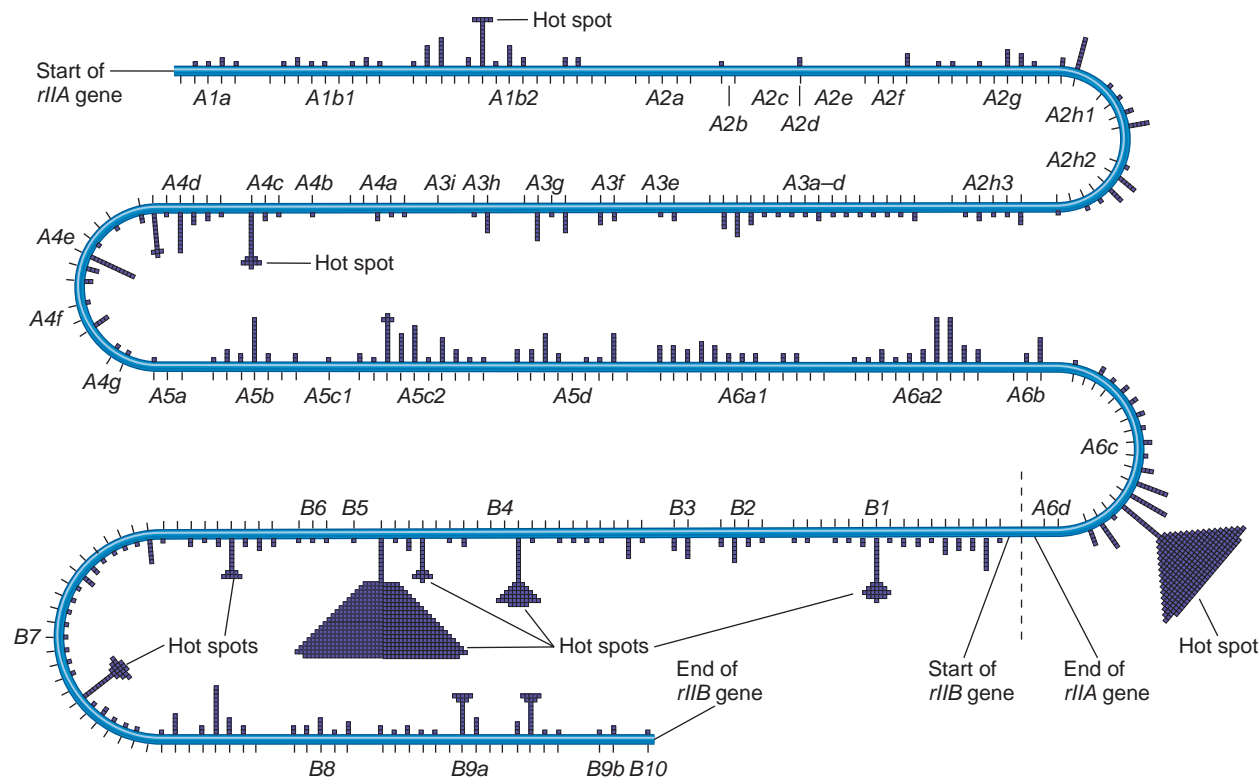 Hot spot
Start of
rIIA gene
A1a A1b1 A1b2 A2a A2c A2e A2f A2g
A2b A2d
A2h1
A2h2
A4d A4c A4b A4a A3i A3h A3g A3f A3e A3a–d A2h3
A4e
Hot spot
A4f
A4g
A5a A5b A5c1 A5c2 A5d A6a1 A6a2 A6b
A6c
B6 B5 B4 B3 B2 B1 A6d
B7
Hot spots
Hot spots
Hot spot
End of
rIIB gene
Start of
rIIB gene
End of
rIIA gene
B8 B9a B9b B10